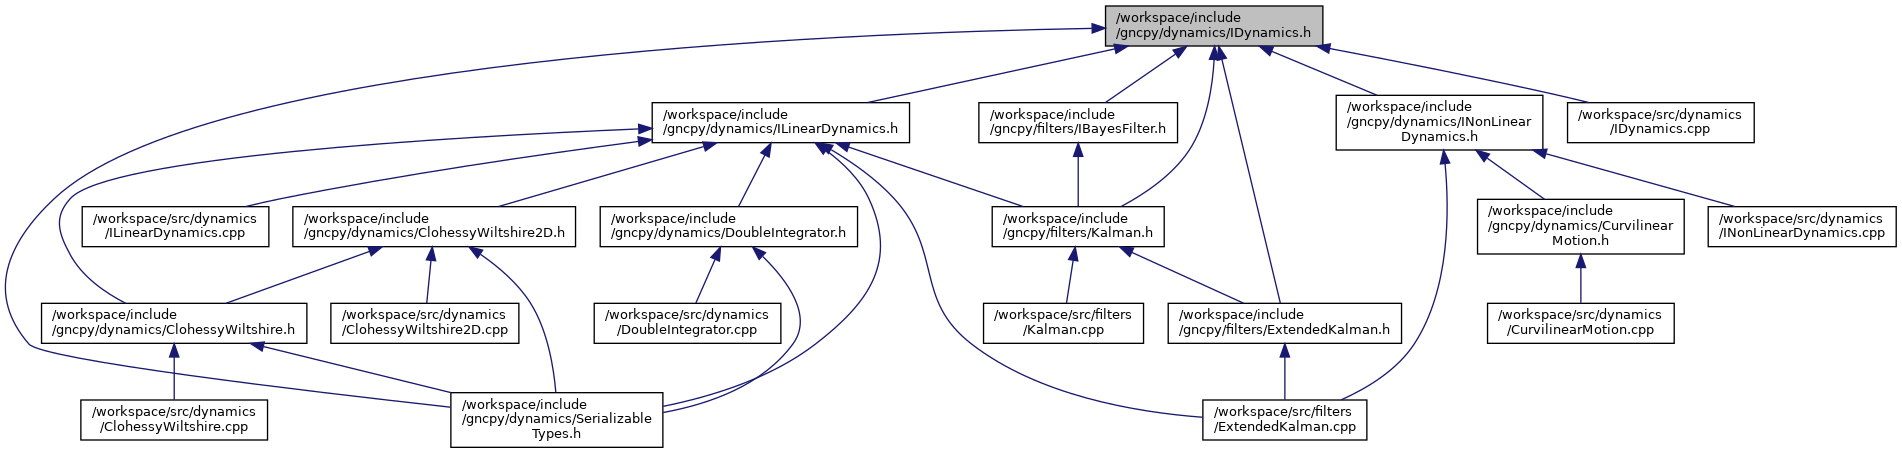 /workspace/include
/gncpy/dynamics/IDynamics.h
/workspace/include
/gncpy/dynamics/ILinearDynamics.h
/workspace/include
/gncpy/filters/IBayesFilter.h
/workspace/include
/gncpy/dynamics/INonLinear
Dynamics.h
/workspace/src/dynamics
/IDynamics.cpp
/workspace/src/dynamics
/ILinearDynamics.cpp
/workspace/include
/gncpy/dynamics/ClohessyWiltshire2D.h
/workspace/include
/gncpy/dynamics/DoubleIntegrator.h
/workspace/include
/gncpy/filters/Kalman.h
/workspace/include
/gncpy/dynamics/Curvilinear
Motion.h
/workspace/src/dynamics
/INonLinearDynamics.cpp
/workspace/include
/gncpy/dynamics/ClohessyWiltshire.h
/workspace/src/dynamics
/ClohessyWiltshire2D.cpp
/workspace/src/dynamics
/DoubleIntegrator.cpp
/workspace/src/filters
/Kalman.cpp
/workspace/include
/gncpy/filters/ExtendedKalman.h
/workspace/src/dynamics
/CurvilinearMotion.cpp
/workspace/src/dynamics
/ClohessyWiltshire.cpp
/workspace/include
/gncpy/dynamics/Serializable
Types.h
/workspace/src/filters
/ExtendedKalman.cpp